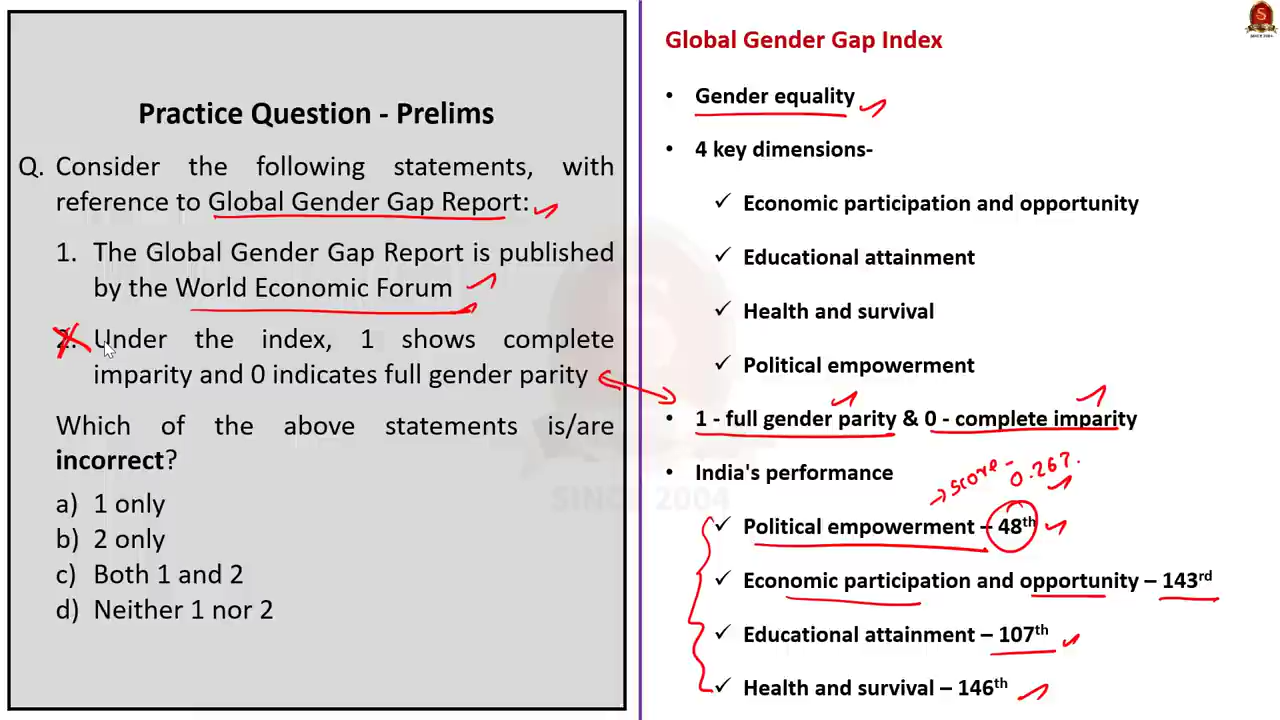 Practice Question - Prelims
Q. Consider the following statements, with
reference to Global Gender Gap Report:
1. The Global Gender Gap Report is published
by the World Economic Forum
2. Under the index, 1 shows complete
imparity and 0 indicates full gender parity
Which of the above statements is/are
incorrect?
a) 1 only
b) 2 only
c) Both 1 and 2
d) Neither 1 nor 2
Global Gender Gap Index
• Gender equality
• 4 key dimensions-
✓ Economic participation and opportunity
✓ Educational attainment
✓ Health and survival
✓ Political empowerment
• 1 - full gender parity & 0 - complete imparity
• India's performance
→ Score - 0.267.
✓ Political empowerment – 48th
✓ Economic participation and opportunity – 143rd
✓ Educational attainment – 107th
✓ Health and survival – 146th
S
SINCE 2004
S
SINCE 2004